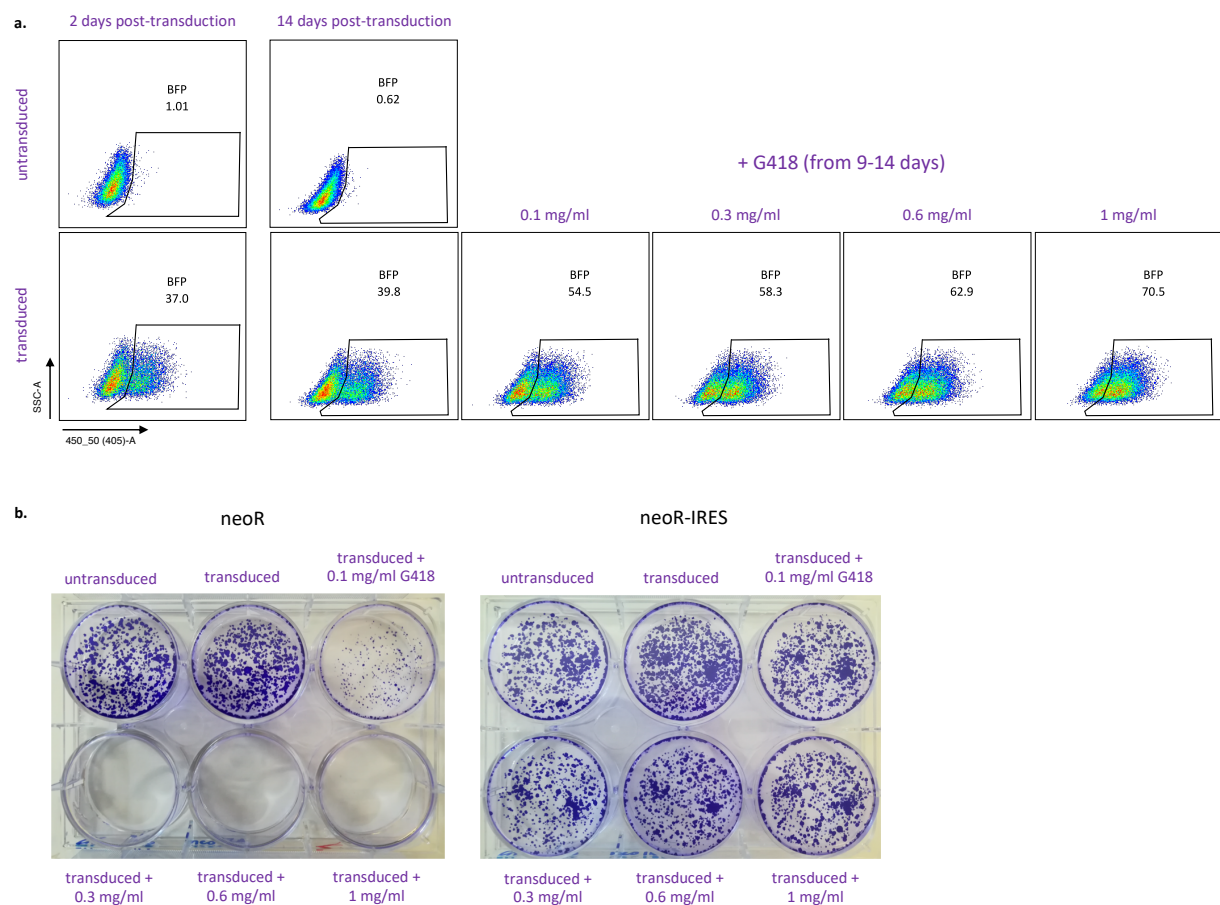 a.
2 days post-transduction
14 days post-transduction
untransduced
BFP
1.01
BFP
0.62
+ G418 (from 9-14 days)
0.1 mg/ml
0.3 mg/ml
0.6 mg/ml
1 mg/ml
transduced
BFP
37.0
BFP
39.8
BFP
54.5
BFP
58.3
BFP
62.9
BFP
70.5
SSC-A
450_50 (405)-A
b.
neoR
neoR-IRES
untransduced
transduced
transduced +
0.1 mg/ml G418
untransduced
transduced
transduced +
0.1 mg/ml G418
transduced +
0.3 mg/ml
transduced +
0.6 mg/ml
transduced +
1 mg/ml
transduced +
0.3 mg/ml
transduced +
0.6 mg/ml
transduced +
1 mg/ml